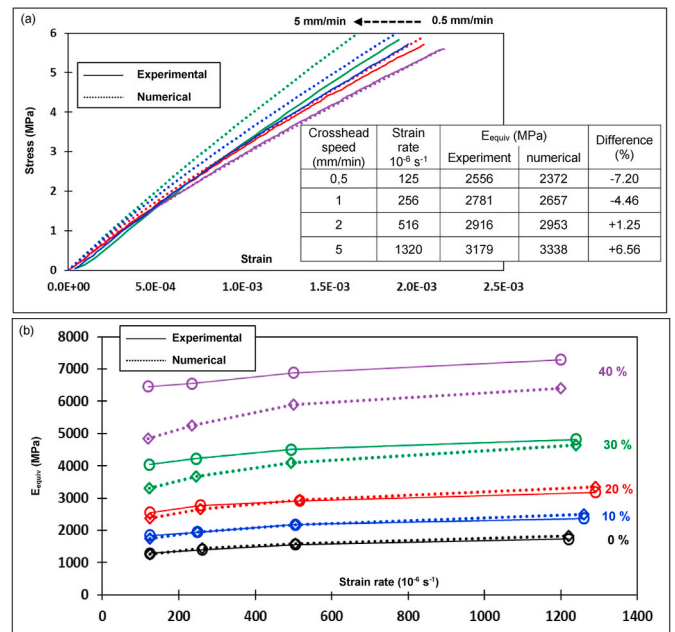 (a)
5 mm/min
0.5 mm/min
6
5
4
3
2
1
0
Stress (MPa)
Experimental
Numerical
Crosshead speed (mm/min)
Strain rate 10-6 s-1
Eequiv (MPa)
Difference (%)
Experiment
numerical
0,5 125 2556 2372 -7.20
1 256 2781 2657 -4.46
2 516 2916 2953 +1.25
5 1320 3179 3338 +6.56
Strain
0.0E+00 5.0E-04 1.0E-03 1.5E-03 2.0E-03 2.5E-03
(b)
8000
7000
6000
5000
4000
3000
2000
1000
0
Eequiv (MPa)
Experimental
Numerical
40 %
30 %
20 %
10 %
0 %
Strain rate (10-6 s-1)
0 200 400 600 800 1000 1200 1400